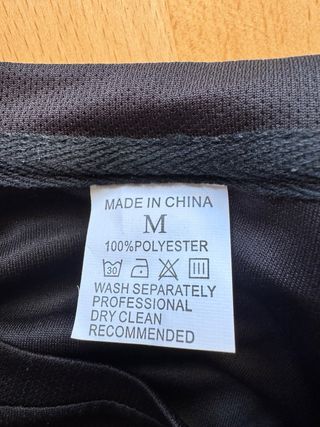 MADE IN CHINA
M
100%POLYESTER
30
WASH SEPARATELY
PROFESSIONAL
DRY CLEAN
RECOMMENDED